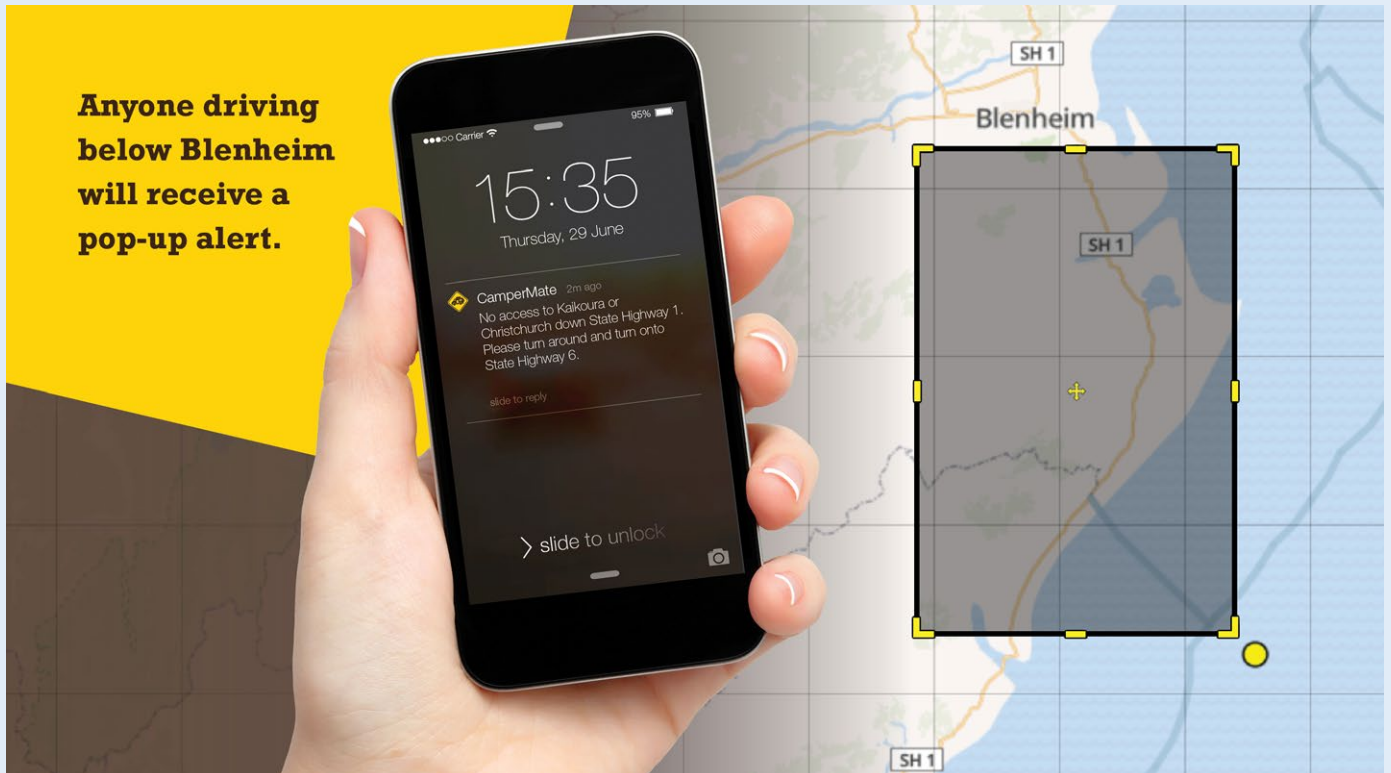 Anyone driving
below Blenheim
will receive a
pop-up alert.
Carrier
95%
15:35
Thursday, 29 June
CamperMate 2m ago
No access to Kaikoura or
Christchurch down State Highway 1.
Please turn around and turn onto
State Highway 6.
slide to reply
slide to unlock
SH 1
Blenheim
SH 1
SH 1